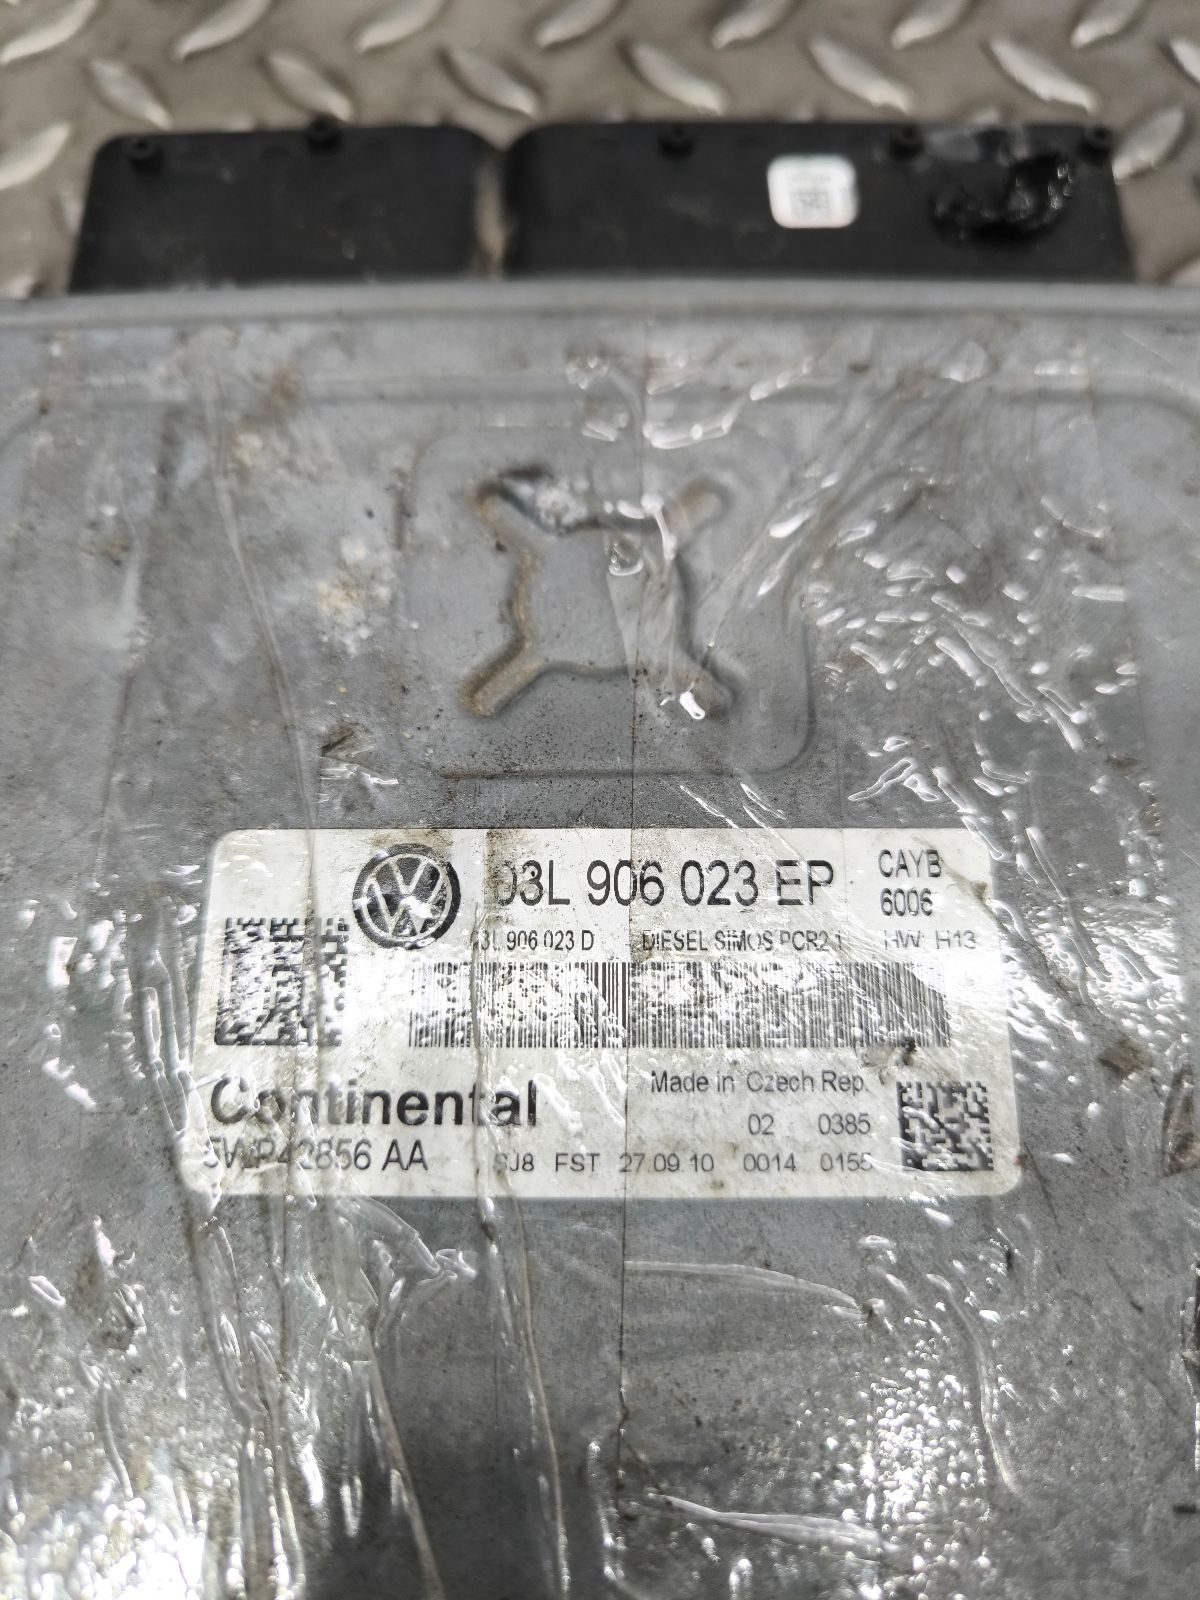 03L 906 023 EP
CAYB
6006
03L 906 023 D DIESEL SIMOS PCR2.1 HW: H13
Continental
Made in Czech Rep.
02 0385
5WP42856 AA SJ8 FST 27.09.10 0014 0155